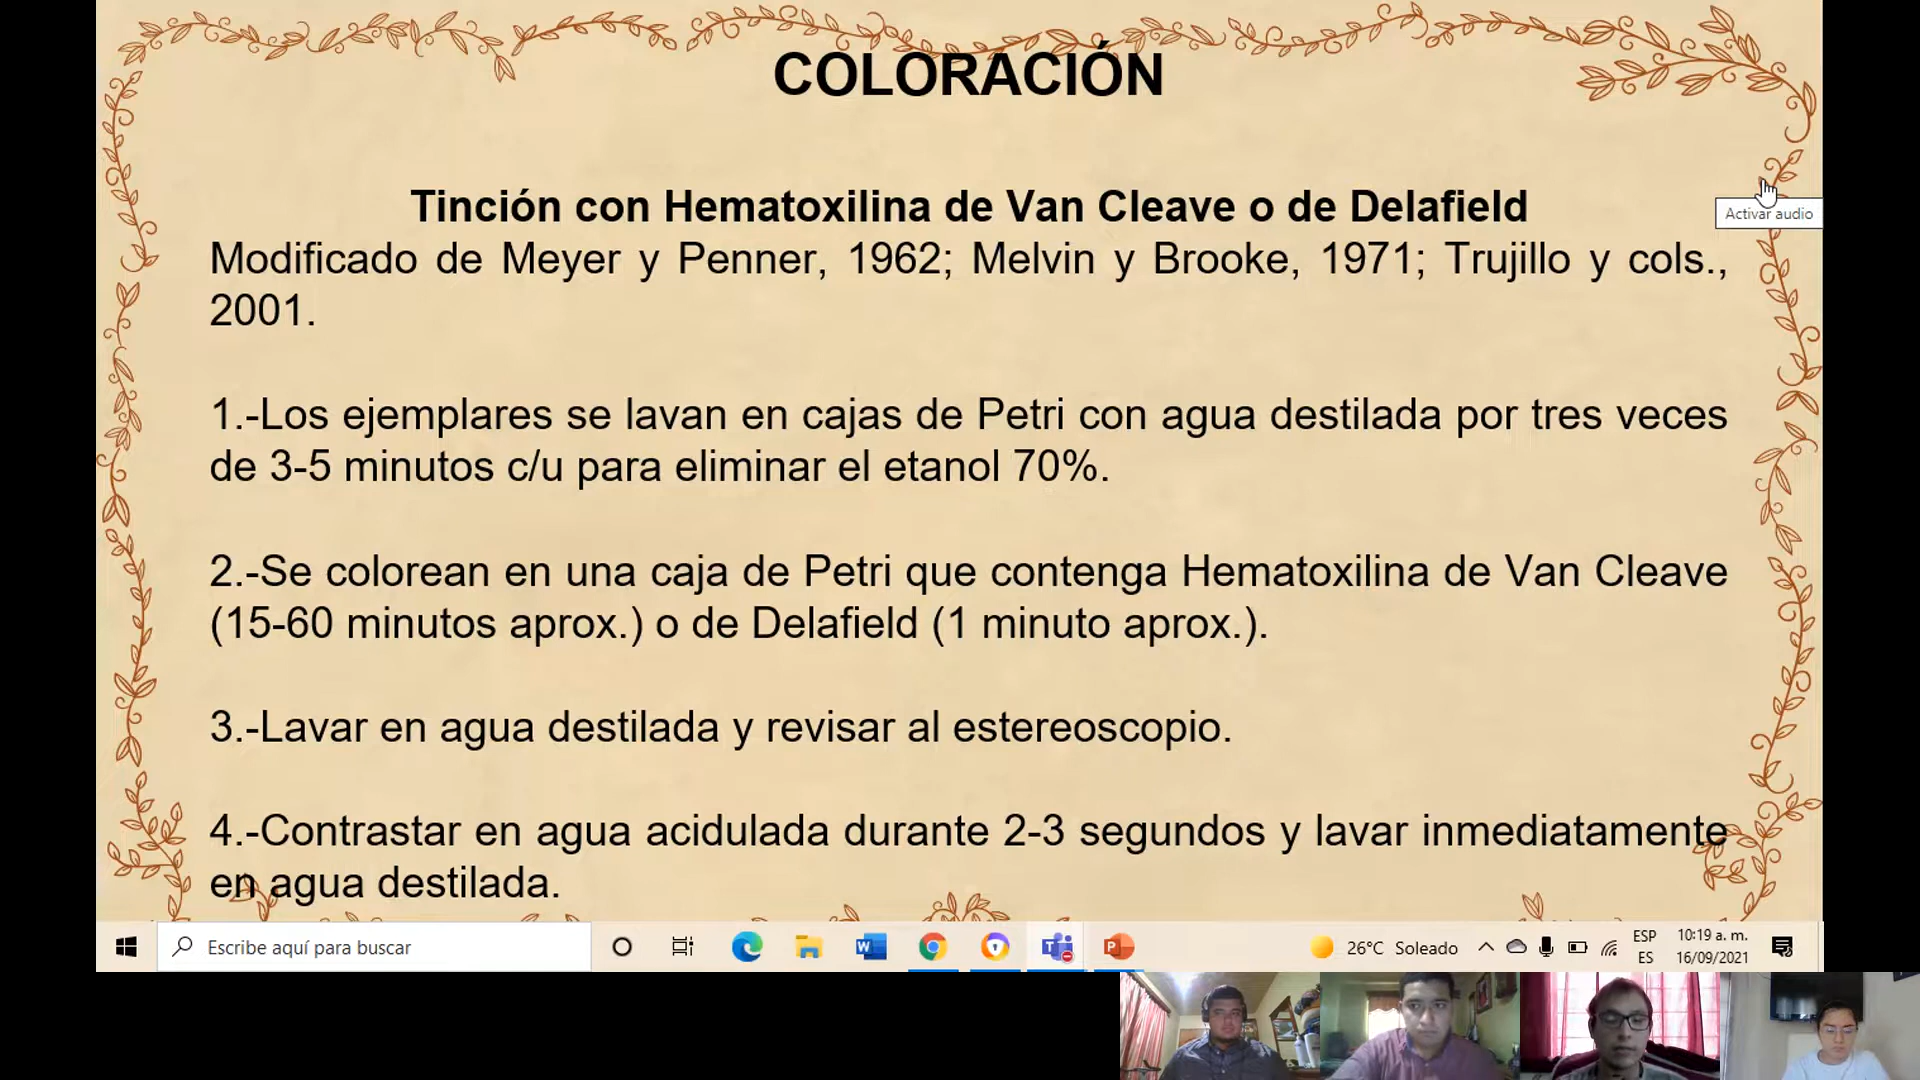 COLORACIÓN
Tinción con Hematoxilina de Van Cleave o de Delafield
Modificado de Meyer y Penner, 1962; Melvin y Brooke, 1971; Trujillo y cols.,
2001.
Activar audio
1.-Los ejemplares se lavan en cajas de Petri con agua destilada por tres veces
de 3-5 minutos c/u para eliminar el etanol 70%.
2.-Se colorean en una caja de Petri que contenga Hematoxilina de Van Cleave
(15-60 minutos aprox.) o de Delafield (1 minuto aprox.).
3.-Lavar en agua destilada y revisar al estereoscopio.
4.-Contrastar en agua acidulada durante 2-3 segundos y lavar inmediatamente
en agua destilada.
Escribe aquí para buscar
26°C Soleado
ESP
ES
10:19 a. m.
16/09/2021